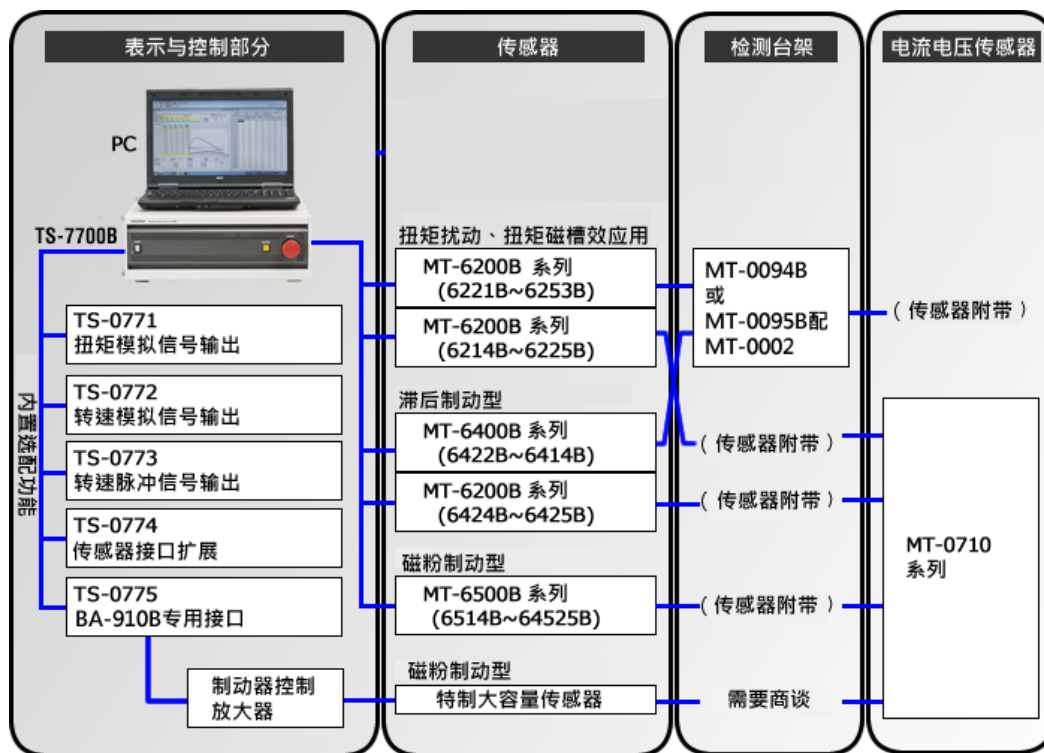 表示与控制部分
PC
TS-7700B
内置选配功能
TS-0771
扭矩模拟信号输出
TS-0772
转速模拟信号输出
TS-0773
转速脉冲信号输出
TS-0774
传感器接口扩展
TS-0775
BA-910B专用接口
制动器控制
放大器
传感器
扭矩扰动、扭矩磁槽效应用
MT-6200B 系列
(6221B~6253B)
MT-6200B 系列
(6214B~6225B)
滞后制动型
MT-6400B 系列
(6422B~6414B)
MT-6200B 系列
(6424B~6425B)
磁粉制动型
MT-6500B 系列
(6514B~64525B)
磁粉制动型
特制大容量传感器
检测台架
MT-0094B
或
MT-0095B配
MT-0002
(传感器附带)
(传感器附带)
(传感器附带)
需要商谈
电流电压传感器
(传感器附带)
MT-0710
系列